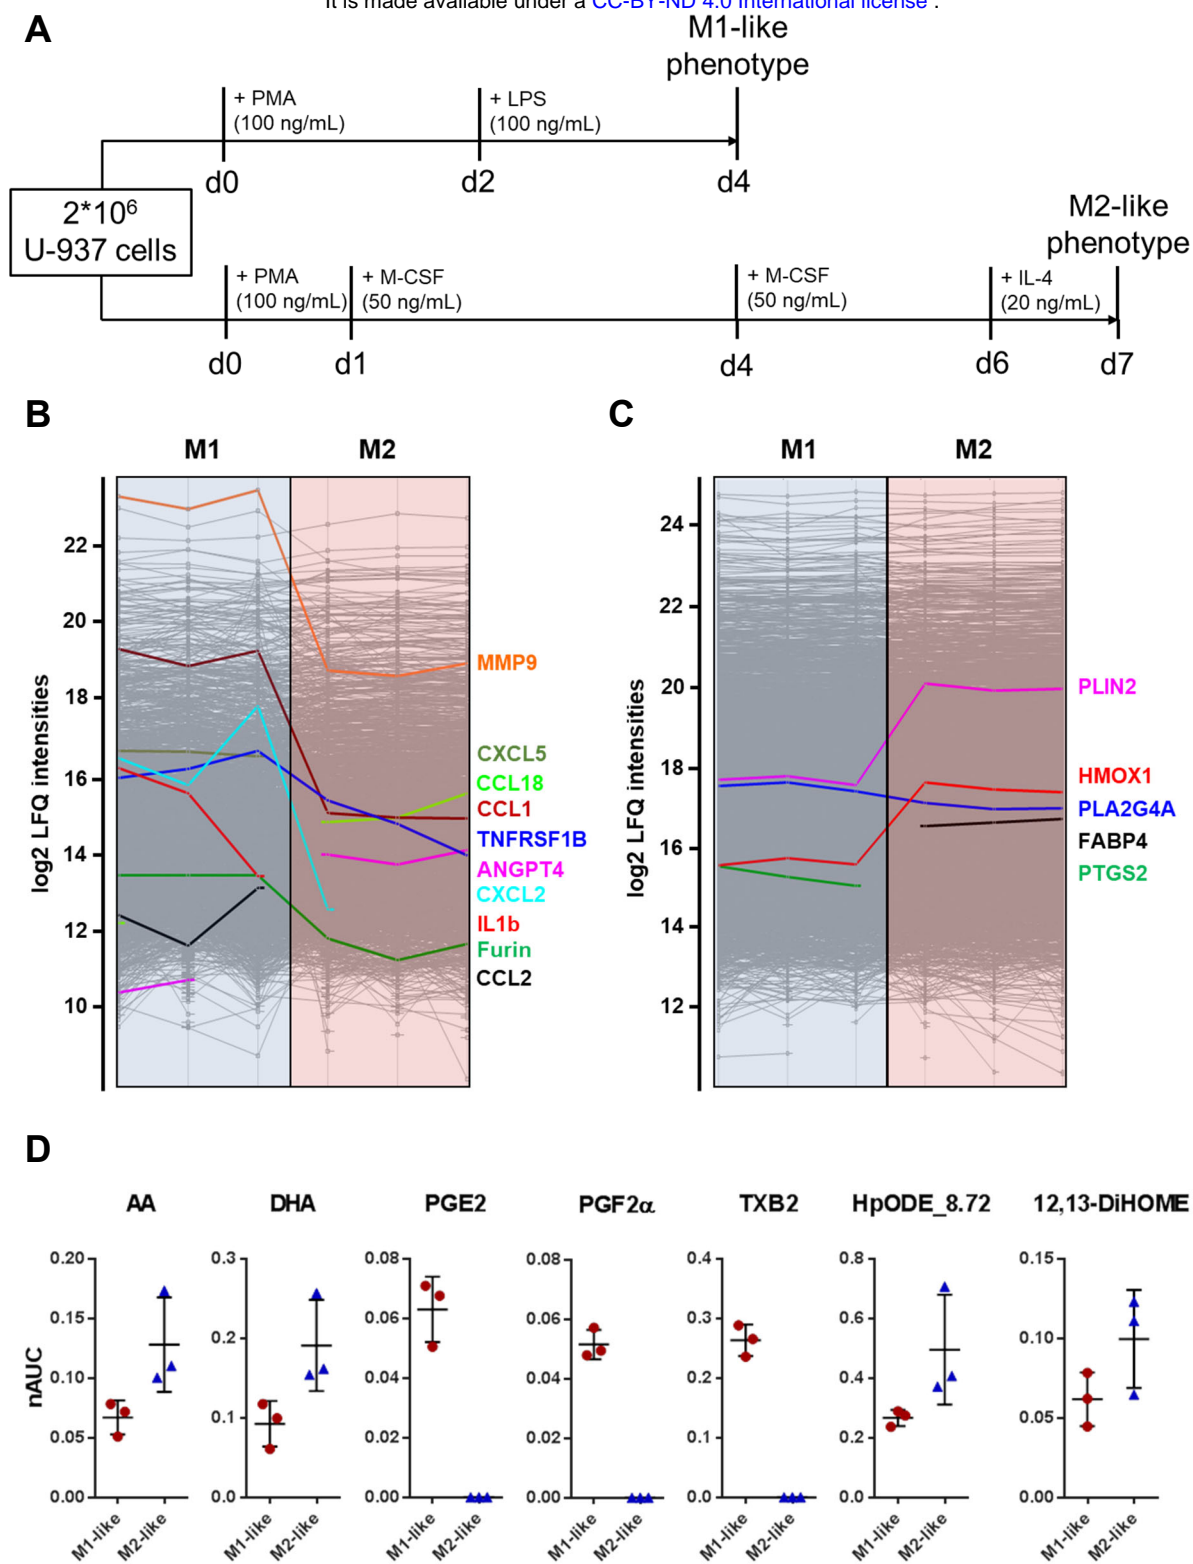 It is made available under a CC-BY-ND 4.0 International license .
A
M1-like
phenotype
+ PMA
(100 ng/mL)
+ LPS
(100 ng/mL)
d0
d2
d4
2*10⁶
U-937 cells
M2-like
phenotype
+ PMA
(100 ng/mL)
+ M-CSF
(50 ng/mL)
+ M-CSF
(50 ng/mL)
+ IL-4
(20 ng/mL)
d0
d1
d4
d6
d7
B
M1
M2
log2 LFQ intensities
22
20
18
16
14
12
10
MMP9
CXCL5
CCL18
CCL1
TNFRSF1B
ANGPT4
CXCL2
IL1b
Furin
CCL2
C
M1
M2
log2 LFQ intensities
24
22
20
18
16
14
12
PLIN2
HMOX1
PLA2G4A
FABP4
PTGS2
D
nAUC
AA
0.20
0.15
0.10
0.05
0.00
M1-like
M2-like
DHA
0.3
0.2
0.1
0.0
M1-like
M2-like
PGE2
0.08
0.06
0.04
0.02
0.00
M1-like
M2-like
PGF2α
0.08
0.06
0.04
0.02
0.00
M1-like
M2-like
TXB2
0.4
0.3
0.2
0.1
0.0
M1-like
M2-like
HpODE_8.72
0.8
0.6
0.4
0.2
0.0
M1-like
M2-like
12,13-DiHOME
0.15
0.10
0.05
0.00
M1-like
M2-like